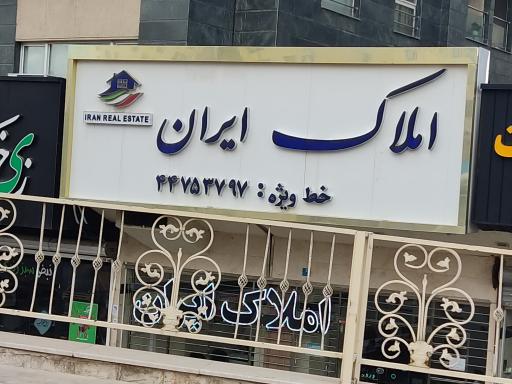 املاک ایران
IRAN REAL ESTATE
خط ویژه: ۴۴۷۵۳۷۹۷
املاک ایران